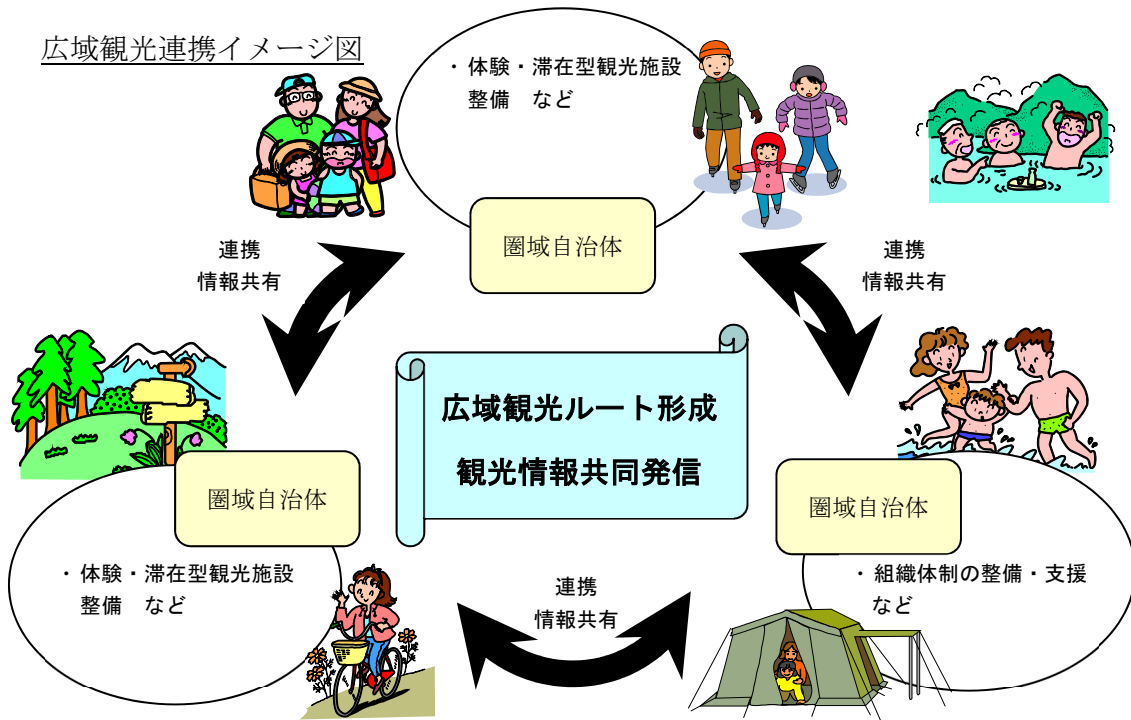 広域観光連携イメージ図
・体験・滞在型観光施設
整備　など
圏域自治体
連携
情報共有
連携
情報共有
広域観光ルート形成
観光情報共同発信
圏域自治体
・体験・滞在型観光施設
整備　など
圏域自治体
・組織体制の整備・支援
など
連携
情報共有